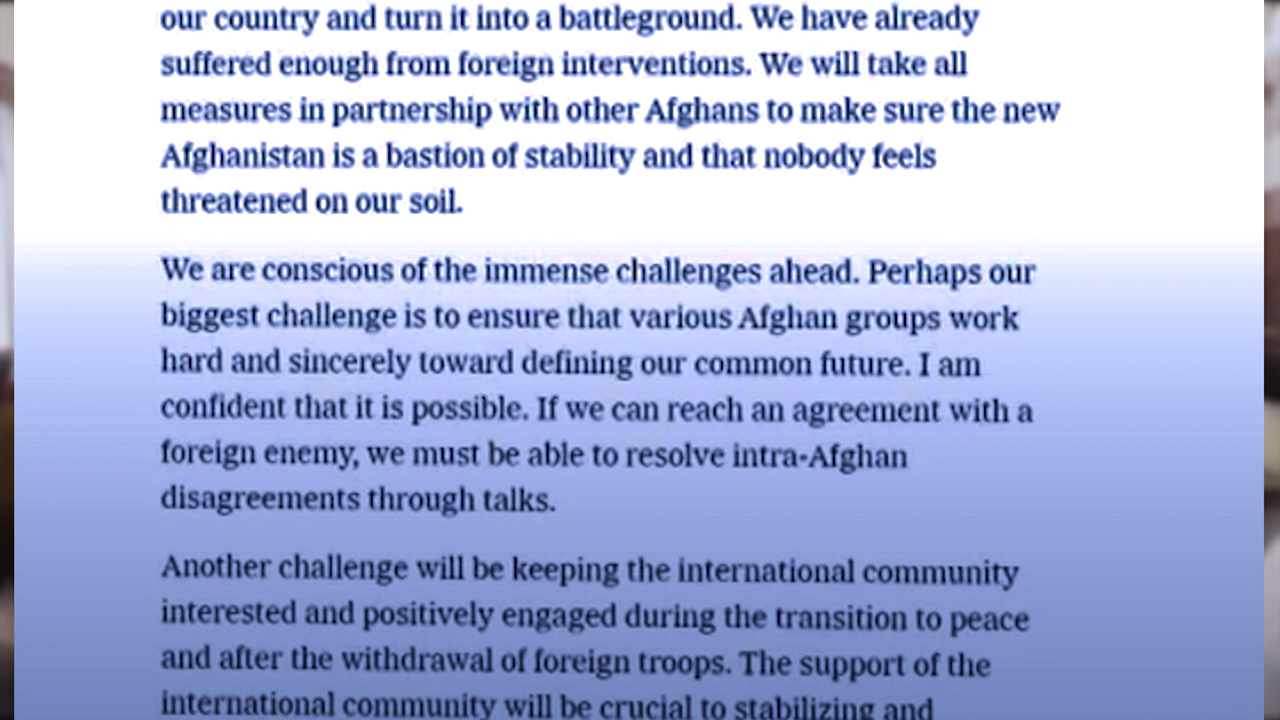 our country and turn it into a battleground. We have already
suffered enough from foreign interventions. We will take all
measures in partnership with other Afghans to make sure the new
Afghanistan is a bastion of stability and that nobody feels
threatened on our soil.
We are conscious of the immense challenges ahead. Perhaps our
biggest challenge is to ensure that various Afghan groups work
hard and sincerely toward defining our common future. I am
confident that it is possible. If we can reach an agreement with a
foreign enemy, we must be able to resolve intra-Afghan
disagreements through talks.
Another challenge will be keeping the international community
interested and positively engaged during the transition to peace
and after the withdrawal of foreign troops. The support of the
international community will be crucial to stabilizing and